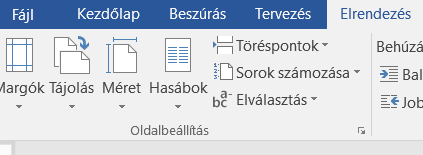 Fájl Kezdőlap Beszúrás Tervezés Elrendezés
Margók Tájolás Méret Hasábok
Töréspontok
Sorok számozása
Elválasztás
Oldalbeállítás
Behúzá
Bal
Job